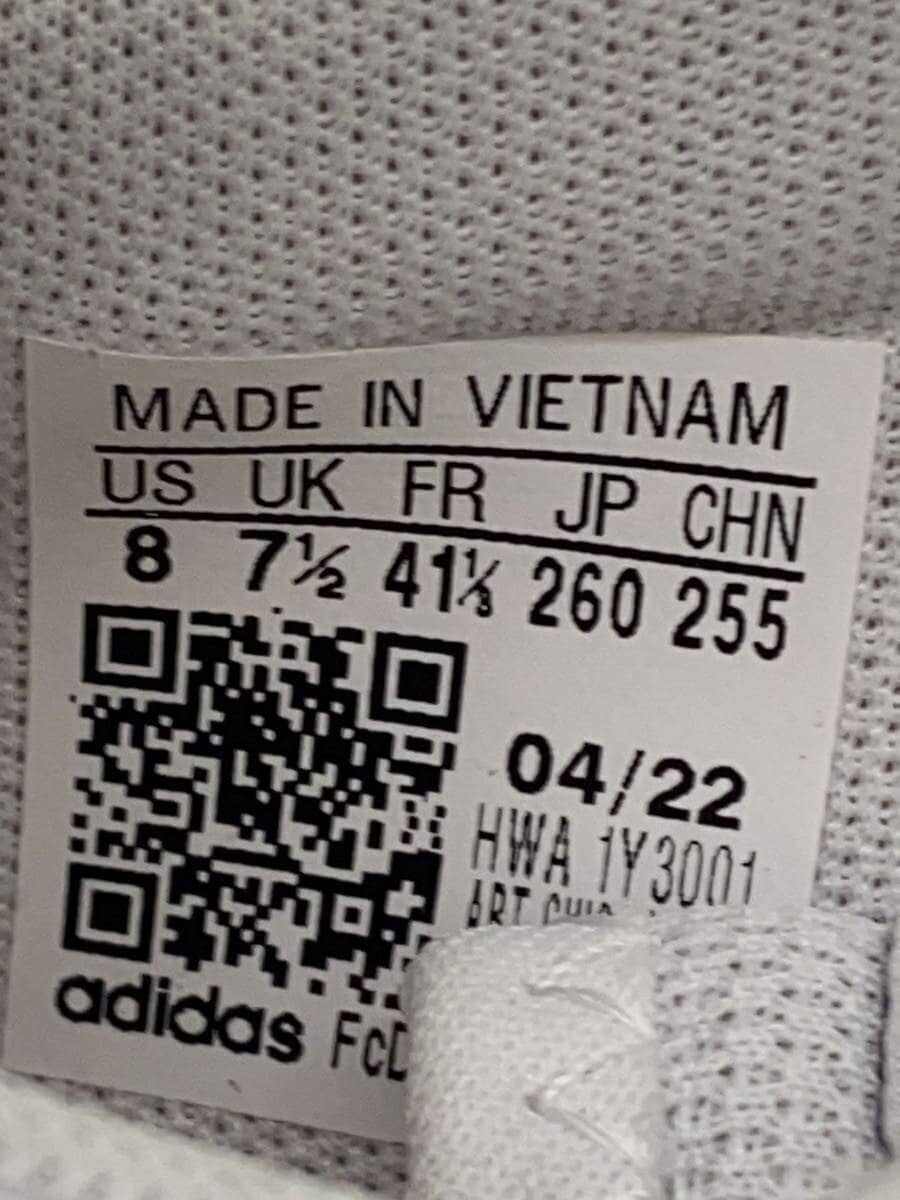 MADE IN VIETNAM
US UK FR JP CHN
8 7½ 41⅓ 260 255
04/22
HWA 1Y3001
ART
adidas